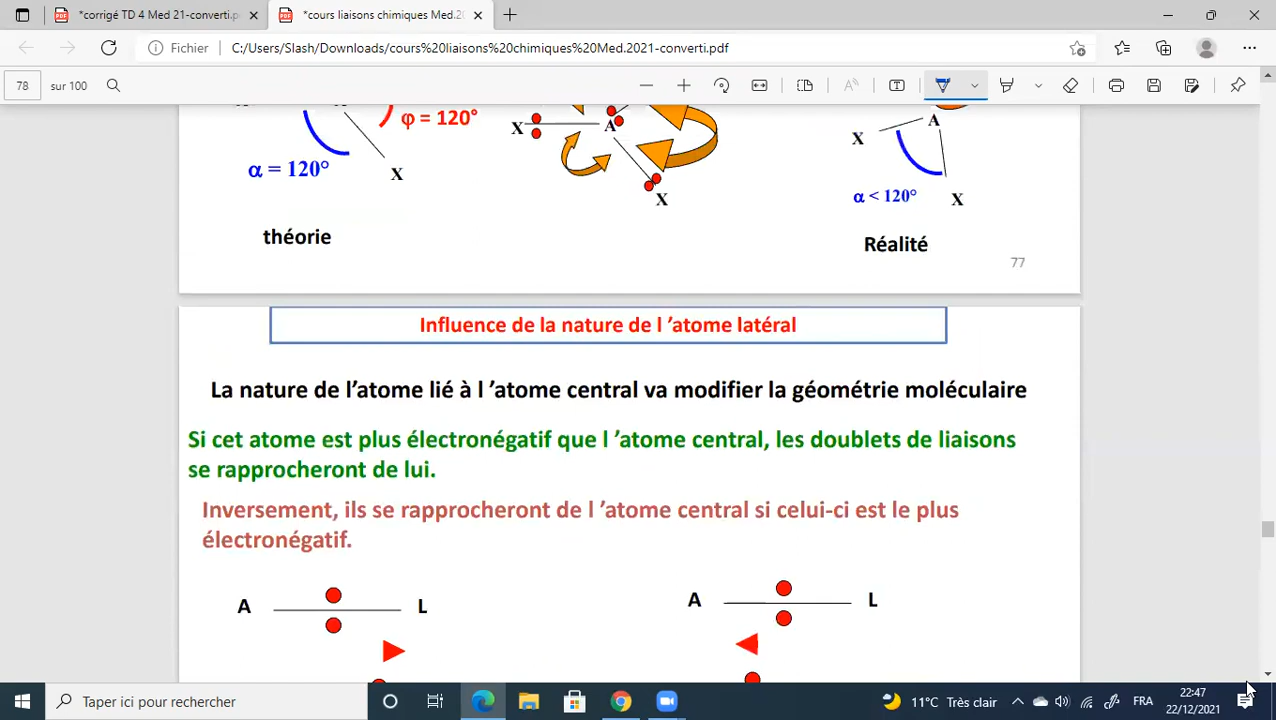 *corrigé TD 4 Med 21-converti.p
*cours liaisons chimiques Med.2
Fichier
C:/Users/Slash/Downloads/cours%20liaisons%20chimiques%20Med.2021-converti.pdf
78 sur 100
φ = 120°
X
A
X
A
α = 120°
X
X
α < 120°
X
théorie
Réalité
77
Influence de la nature de l ’atome latéral
La nature de l’atome lié à l ’atome central va modifier la géométrie moléculaire
Si cet atome est plus électronégatif que l ’atome central, les doublets de liaisons
se rapprocheront de lui.
Inversement, ils se rapprocheront de l ’atome central si celui-ci est le plus
électronégatif.
A L
A L
Taper ici pour rechercher
11°C Très clair
FRA
22:47
22/12/2021